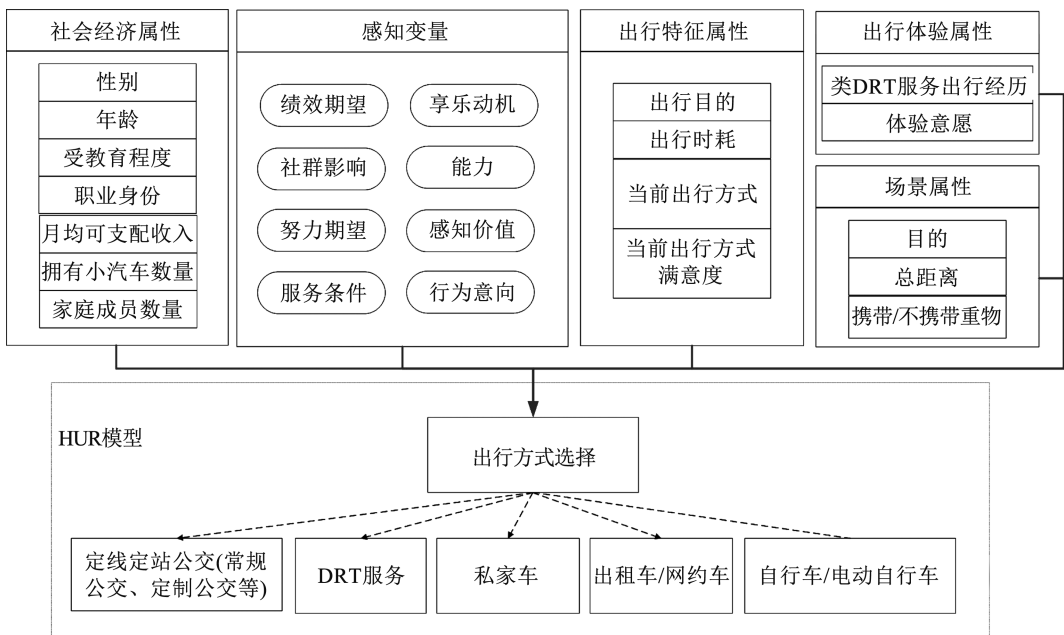 社会经济属性
性别
年龄
受教育程度
职业身份
月均可支配收入
拥有小汽车数量
家庭成员数量
感知变量
绩效期望
享乐动机
社群影响
能力
努力期望
感知价值
服务条件
行为意向
出行特征属性
出行目的
出行时耗
当前出行方式
当前出行方式
满意度
出行体验属性
类DRT服务出行经历
体验意愿
场景属性
目的
总距离
携带/不携带重物
HUR模型
出行方式选择
定线定站公交(常规
公交、定制公交等)
DRT服务
私家车
出租车/网约车
自行车/电动自行车